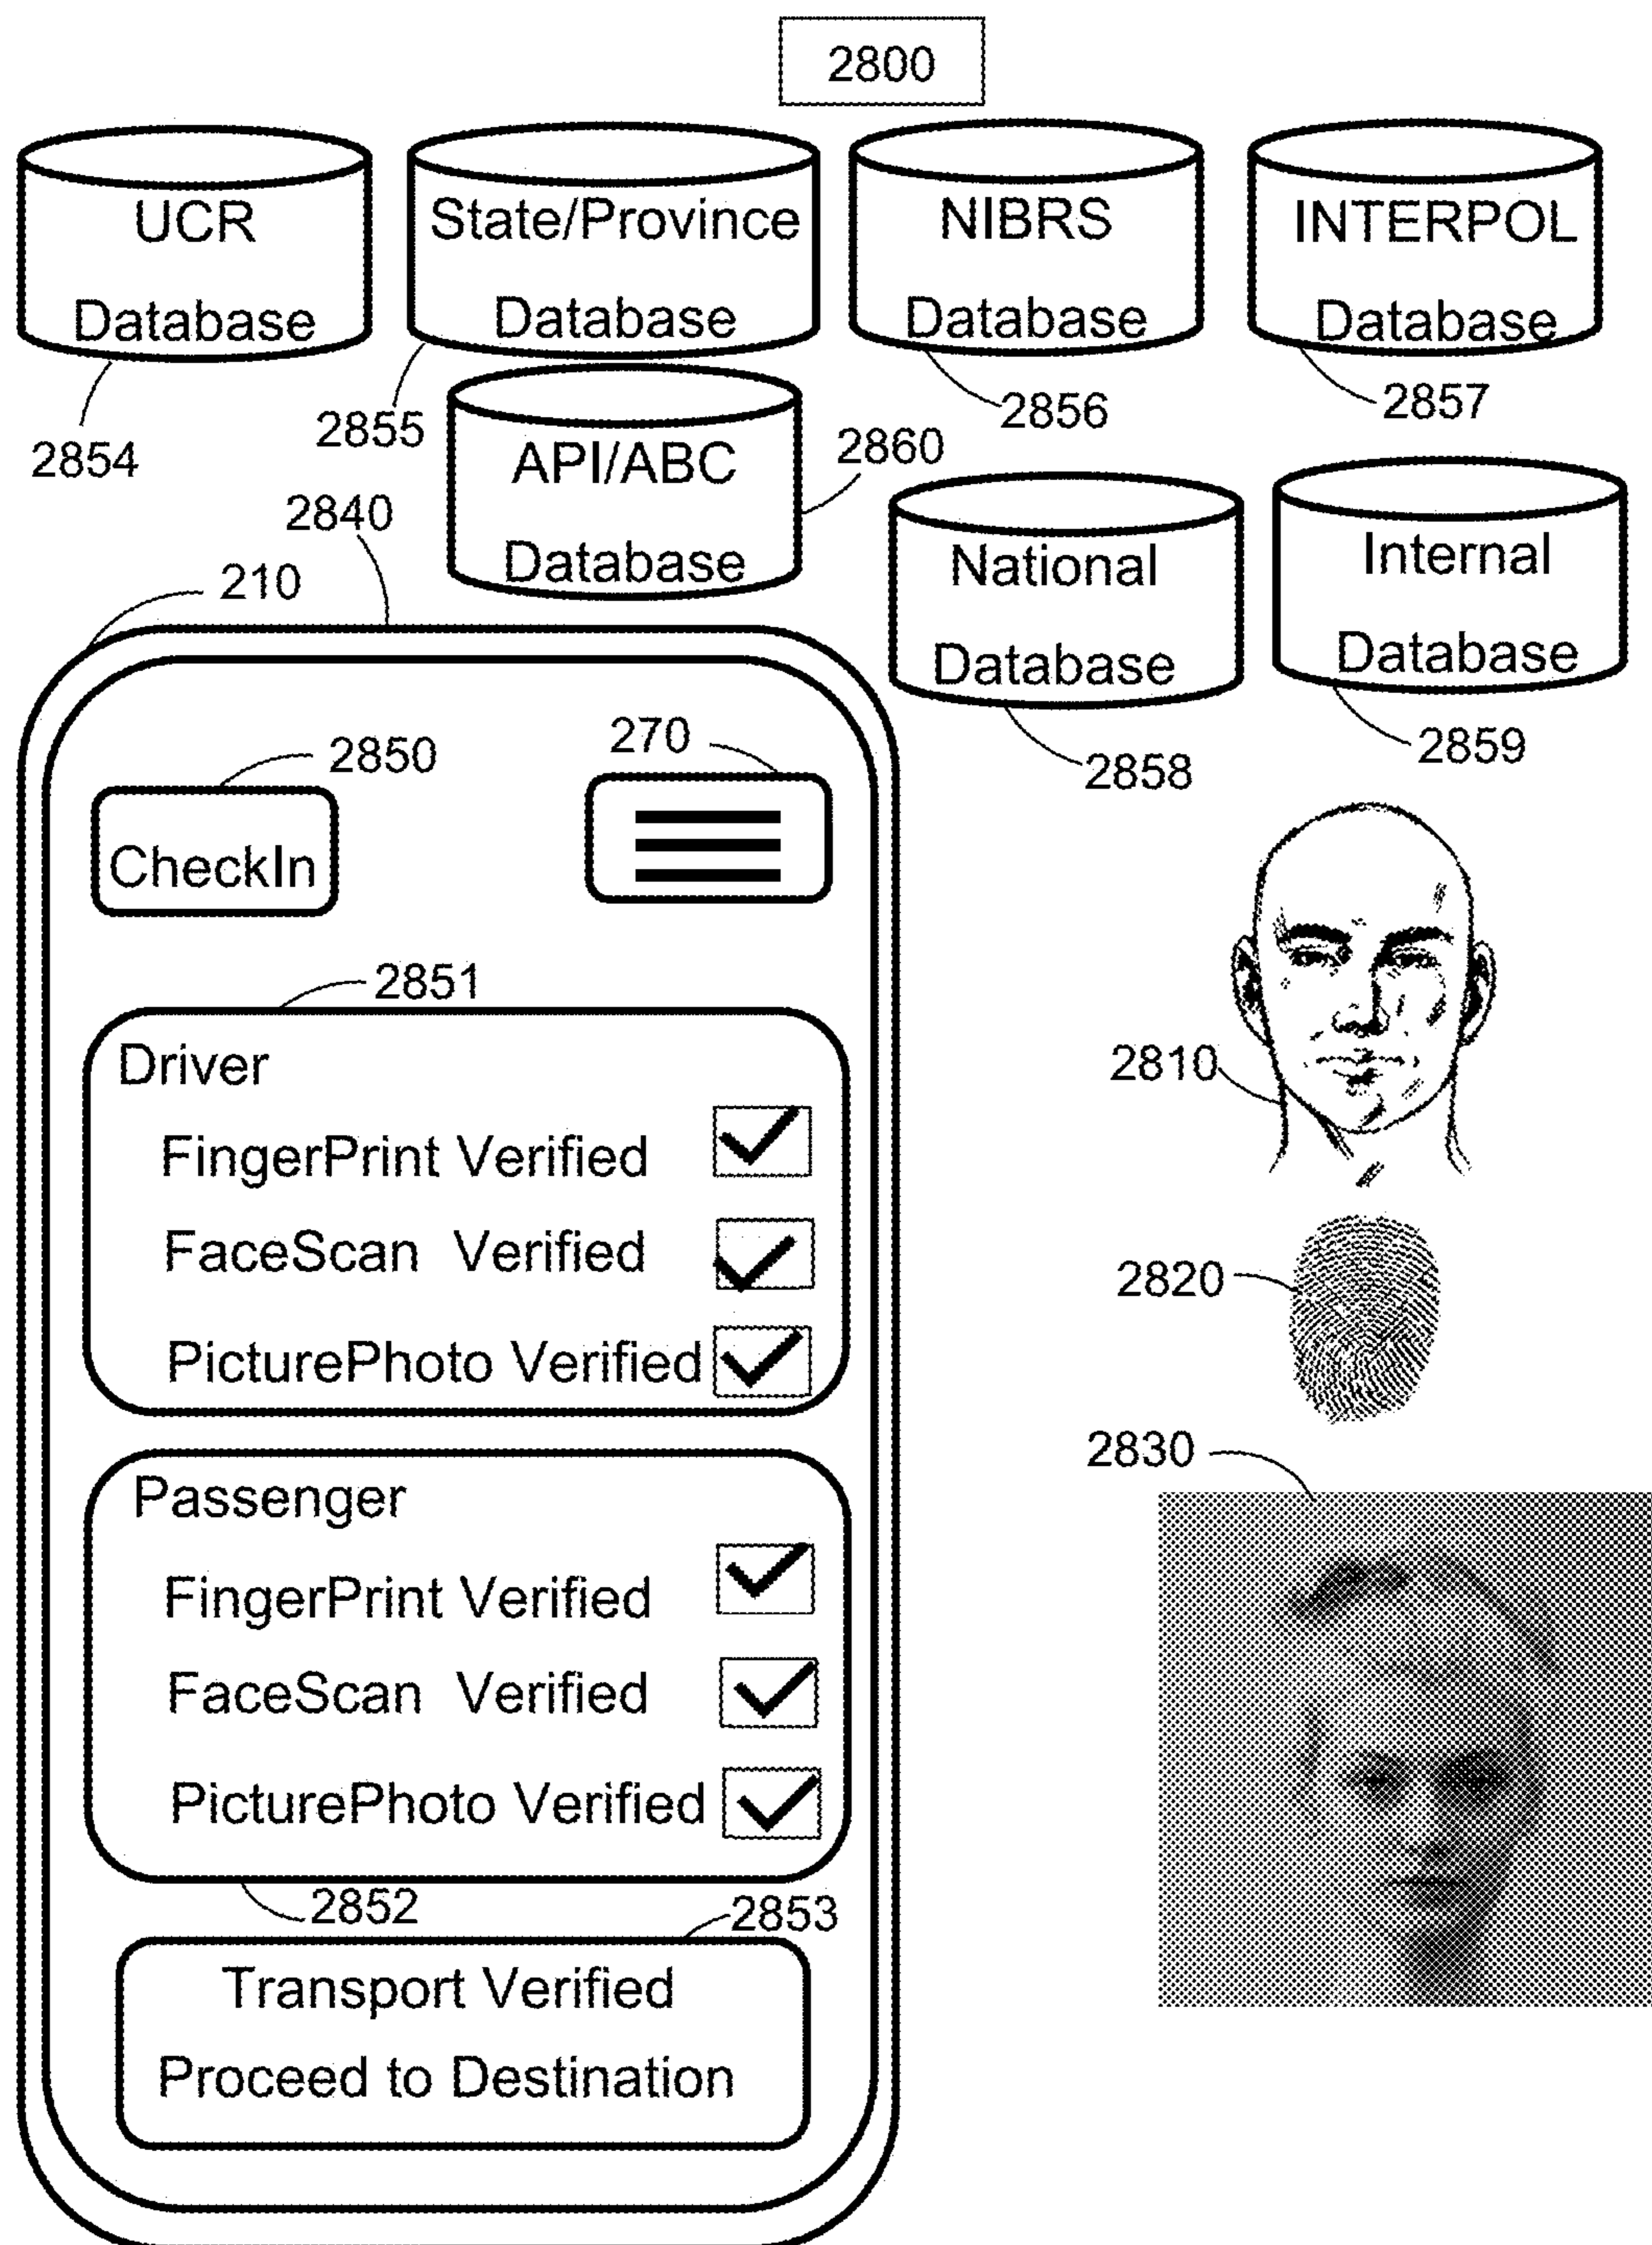 2800
UCR
Database
State/Province
Database
NIBRS
Database
INTERPOL
Database
2854
2855
2856
2857
API/ABC
Database
2860
National
Database
Internal
Database
2858
2859
2840
210
2850
270
CheckIn
2851
Driver
FingerPrint Verified
FaceScan Verified
PicturePhoto Verified
Passenger
FingerPrint Verified
FaceScan Verified
PicturePhoto Verified
2852
2853
Transport Verified
Proceed to Destination
2810
2820
2830